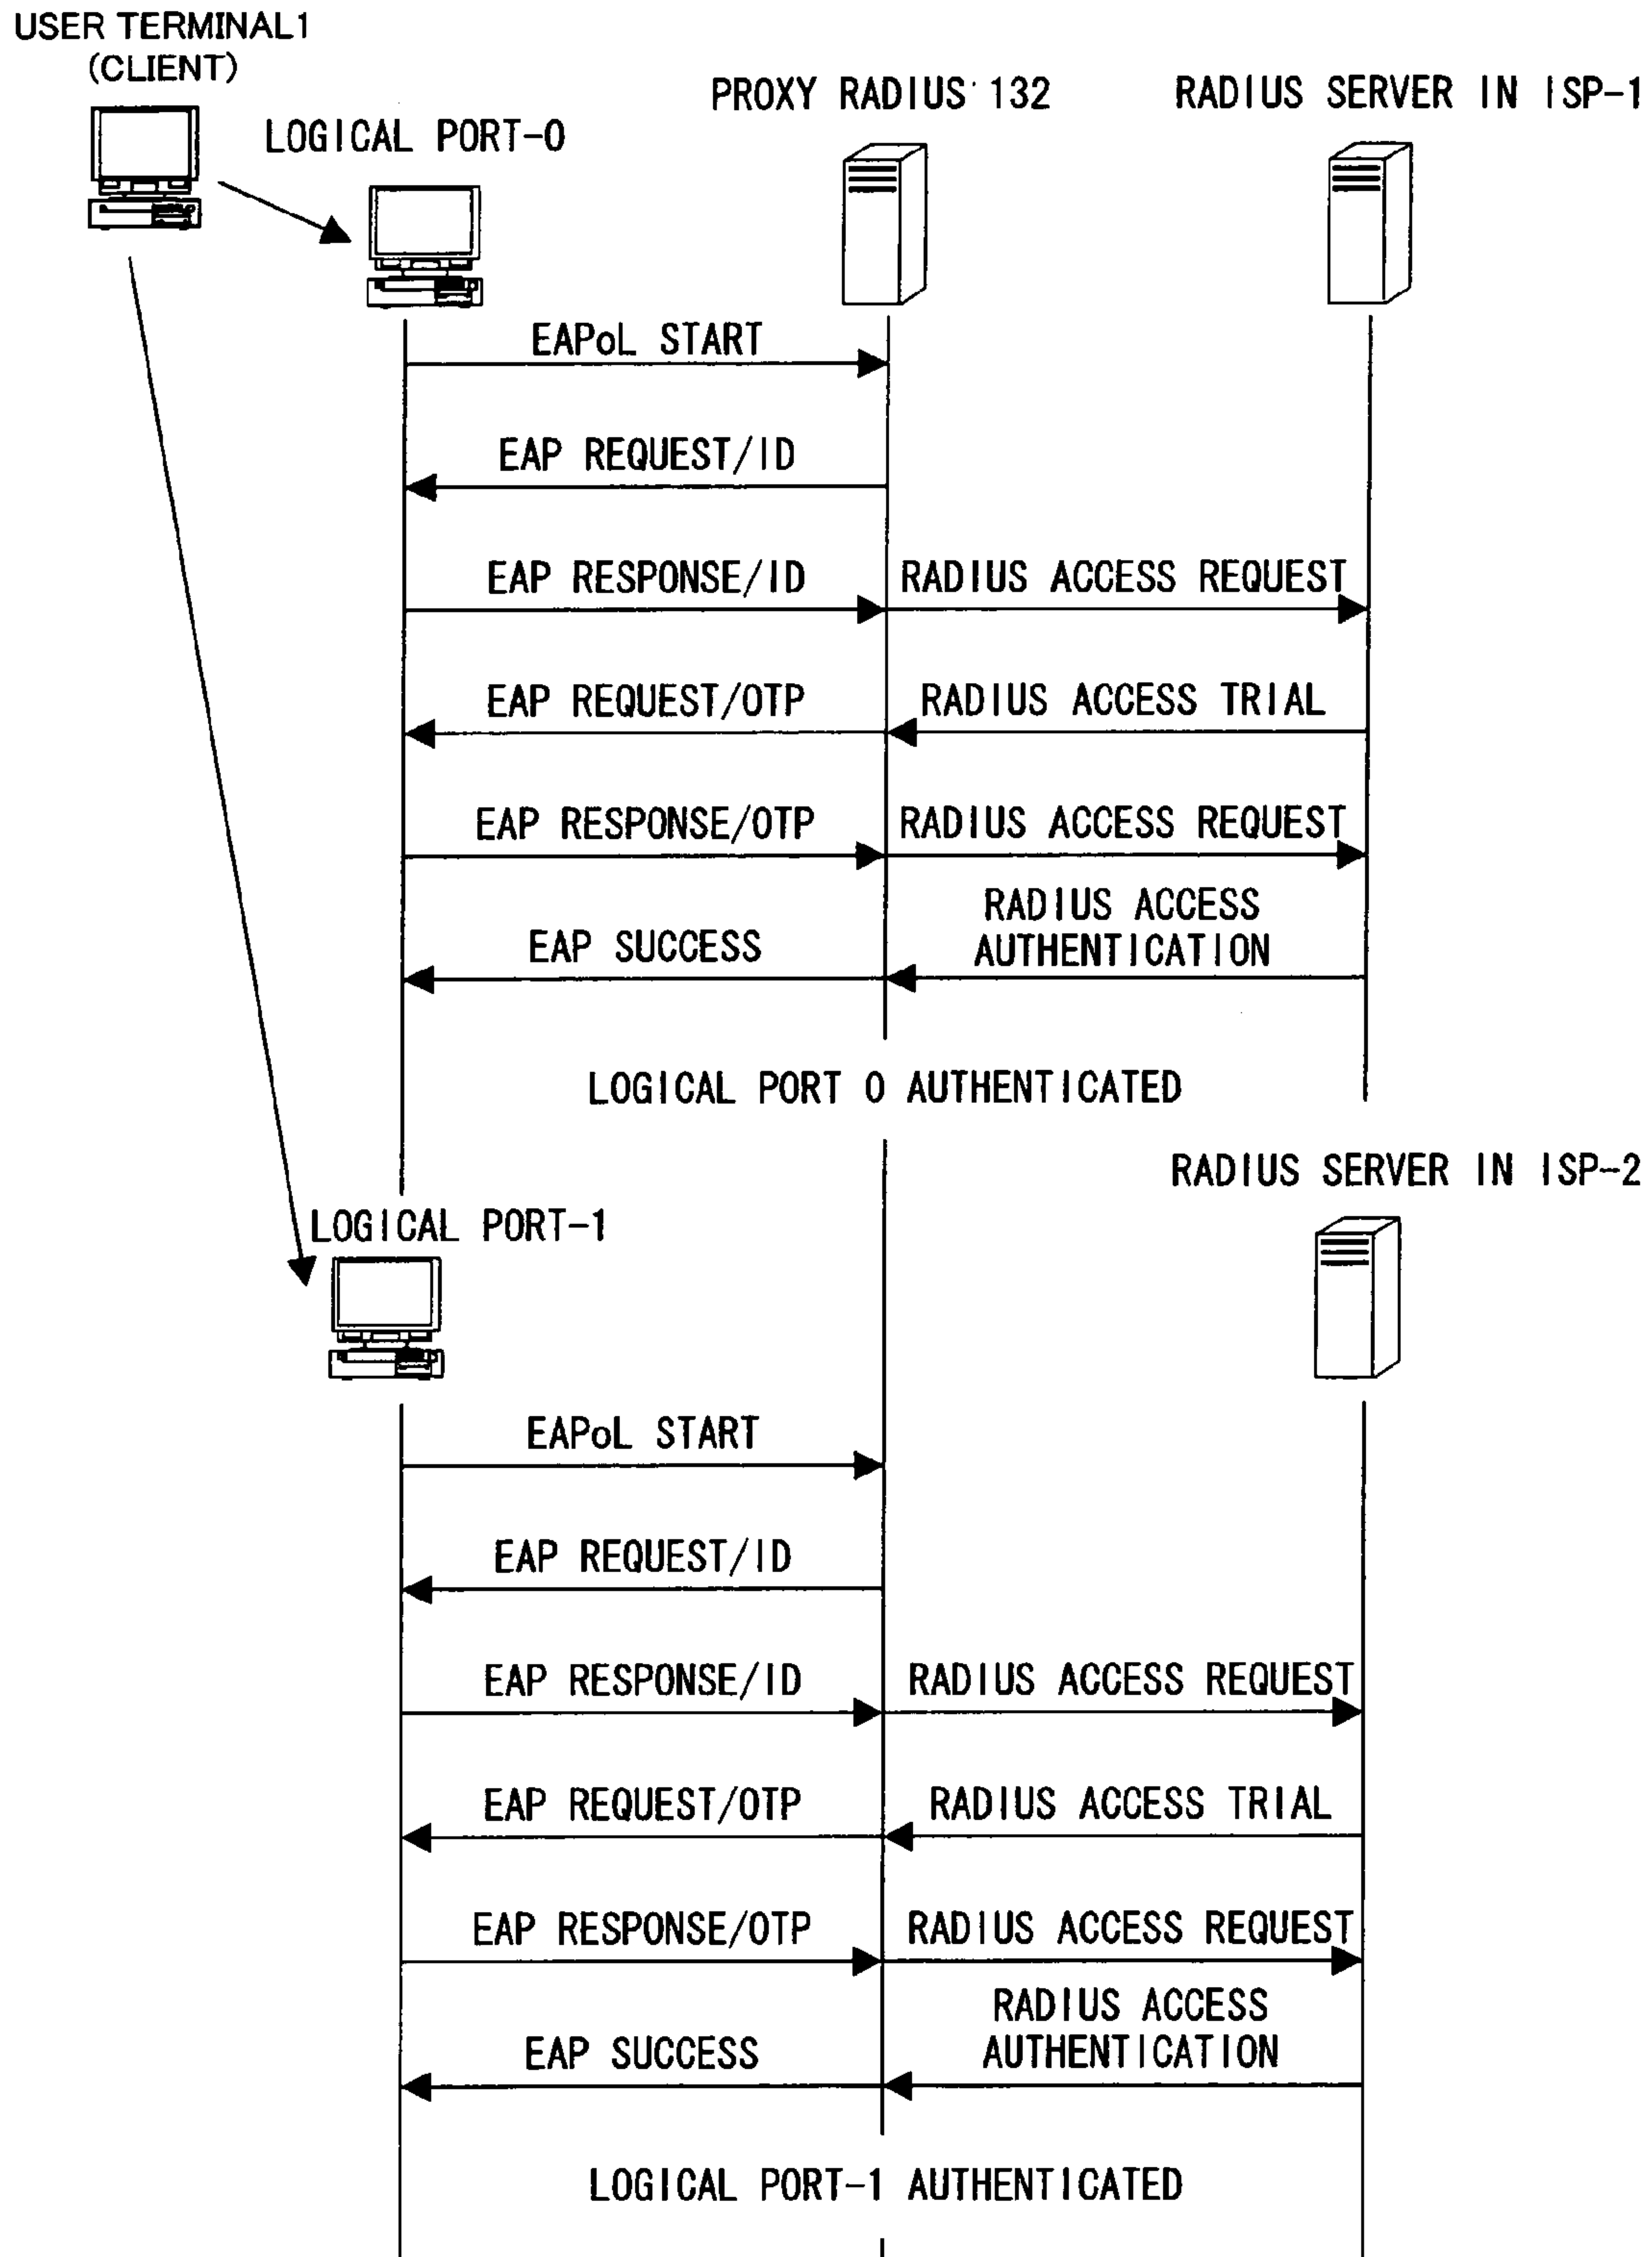 USER TERMINAL1
(CLIENT)
PROXY RADIUS 132
RADIUS SERVER IN ISP-1
LOGICAL PORT-0
EAPoL START
EAP REQUEST/ID
EAP RESPONSE/ID
RADIUS ACCESS REQUEST
EAP REQUEST/OTP
RADIUS ACCESS TRIAL
EAP RESPONSE/OTP
RADIUS ACCESS REQUEST
EAP SUCCESS
RADIUS ACCESS
AUTHENTICATION
LOGICAL PORT 0 AUTHENTICATED
RADIUS SERVER IN ISP-2
LOGICAL PORT-1
EAPoL START
EAP REQUEST/ID
EAP RESPONSE/ID
RADIUS ACCESS REQUEST
EAP REQUEST/OTP
RADIUS ACCESS TRIAL
EAP RESPONSE/OTP
RADIUS ACCESS REQUEST
EAP SUCCESS
RADIUS ACCESS
AUTHENTICATION
LOGICAL PORT-1 AUTHENTICATED